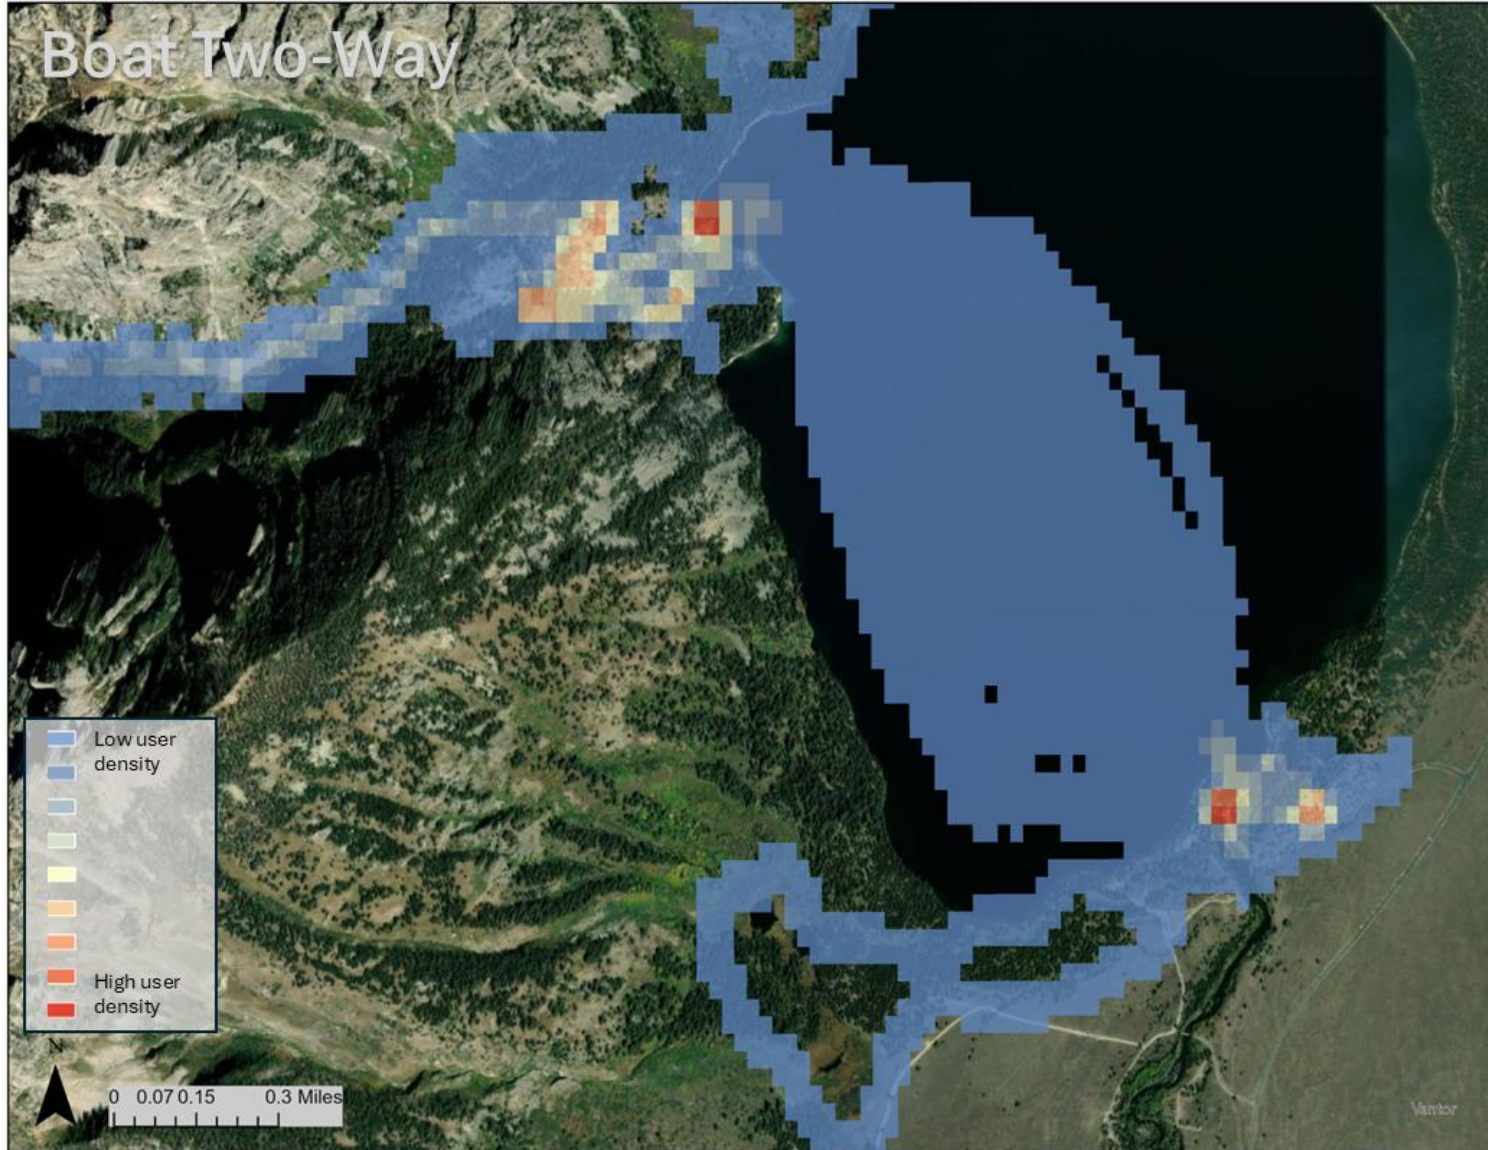 Boat Two-Way
Low user
density
High user
density
N
0 0.07 0.15 0.3 Miles
Vantor